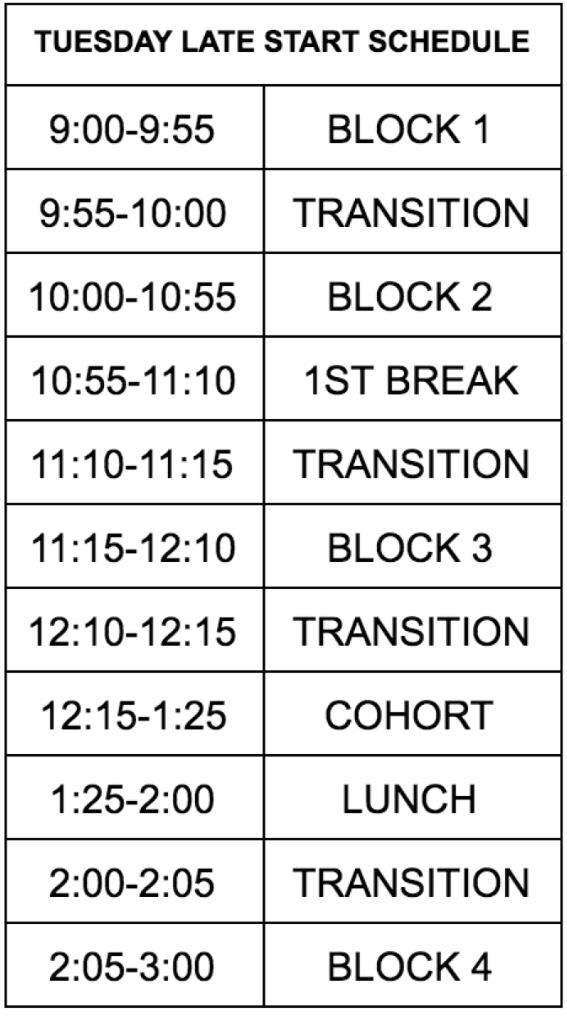 TUESDAY LATE START SCHEDULE
9:00-9:55 BLOCK 1
9:55-10:00 TRANSITION
10:00-10:55 BLOCK 2
10:55-11:10 1ST BREAK
11:10-11:15 TRANSITION
11:15-12:10 BLOCK 3
12:10-12:15 TRANSITION
12:15-1:25 COHORT
1:25-2:00 LUNCH
2:00-2:05 TRANSITION
2:05-3:00 BLOCK 4